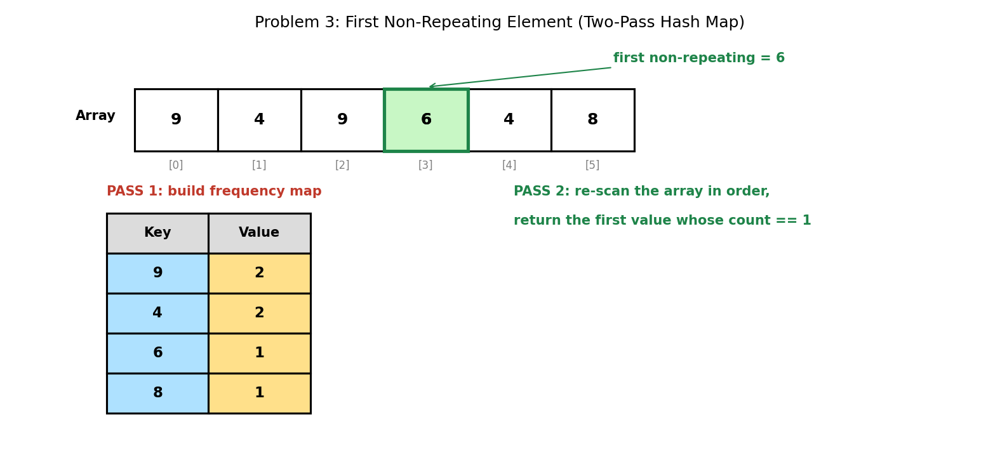 Problem 3: First Non-Repeating Element (Two-Pass Hash Map)
first non-repeating = 6
Array 9 4 9 6 4 8
[0] [1] [2] [3] [4] [5]
PASS 1: build frequency map
Key Value
9 2
4 2
6 1
8 1
PASS 2: re-scan the array in order,
return the first value whose count == 1